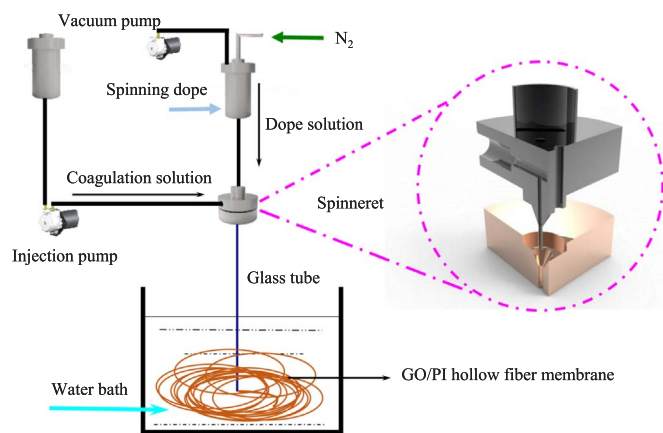 Vacuum pump
N₂
Spinning dope
Dope solution
Coagulation solution
Spinneret
Injection pump
Glass tube
GO/PI hollow fiber membrane
Water bath